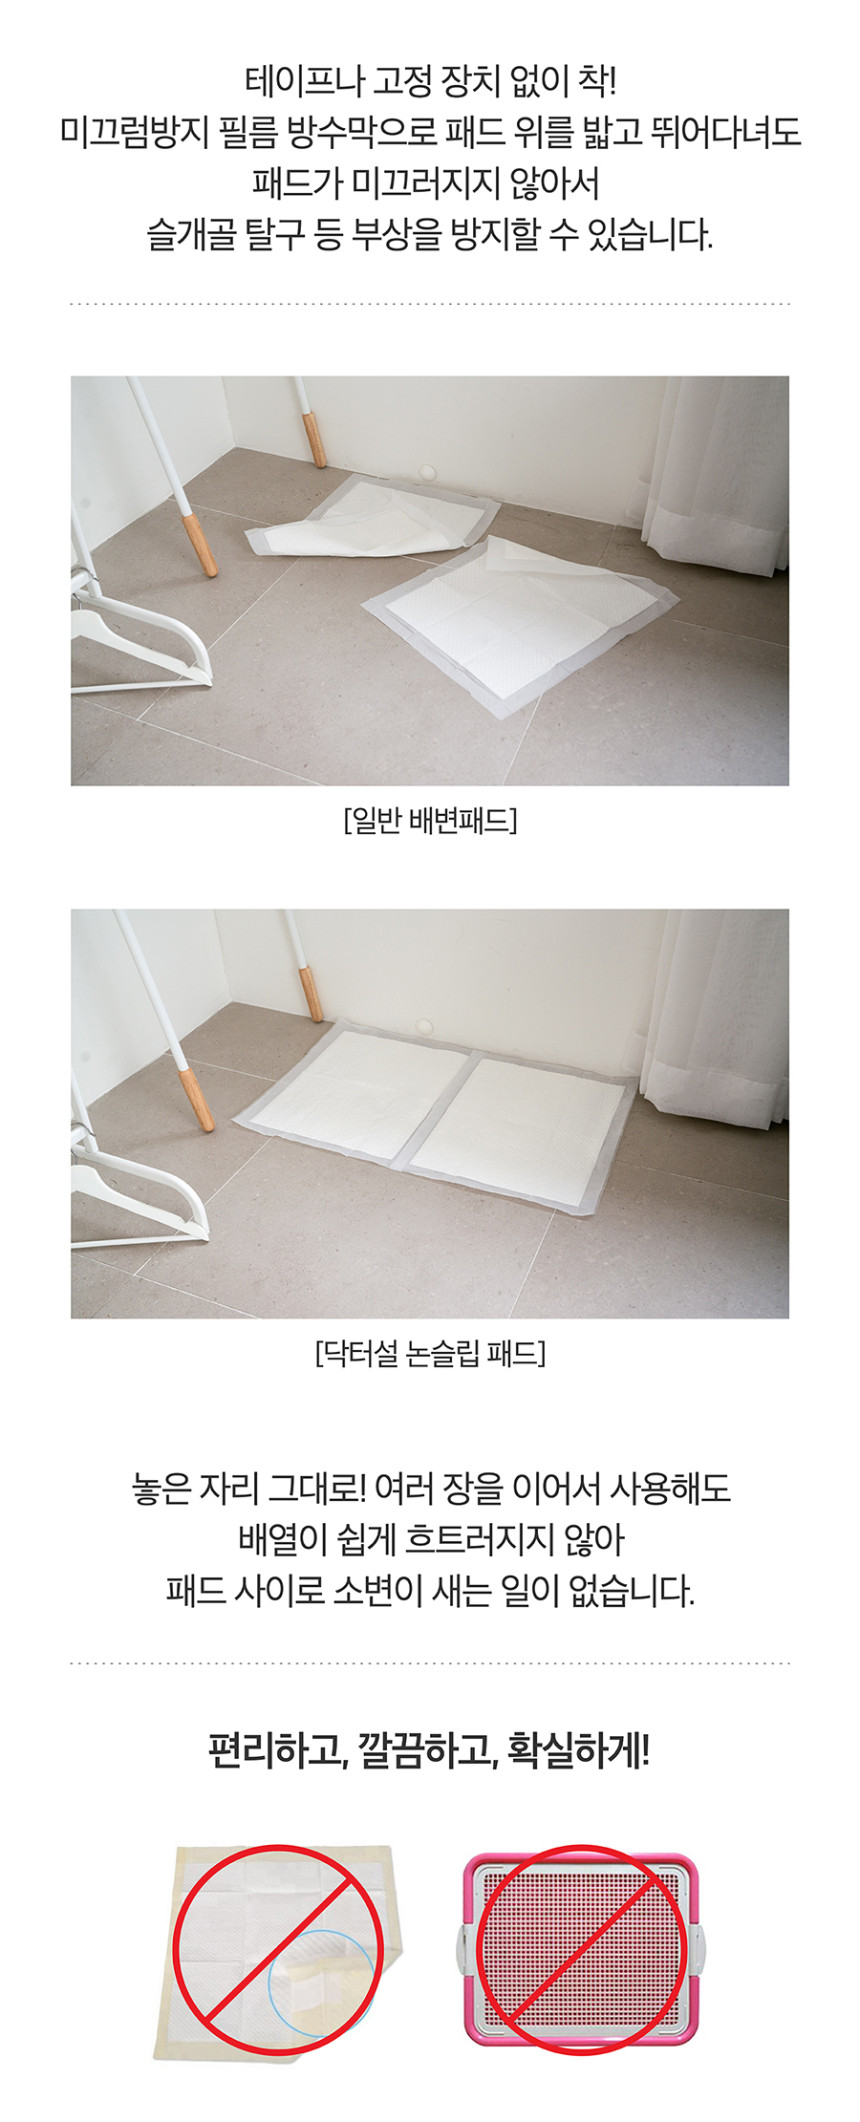 테이프나 고정 장치 없이 착!
미끄럼방지 필름 방수막으로 패드 위를 밟고 뛰어다녀도
패드가 미끄러지지 않아서
슬개골 탈구 등 부상을 방지할 수 있습니다.
[일반 배변패드]
[닥터설 논슬립 패드]
놓은 자리 그대로! 여러 장을 이어서 사용해도
배열이 쉽게 흐트러지지 않아
패드 사이로 소변이 새는 일이 없습니다.
편리하고, 깔끔하고, 확실하게!